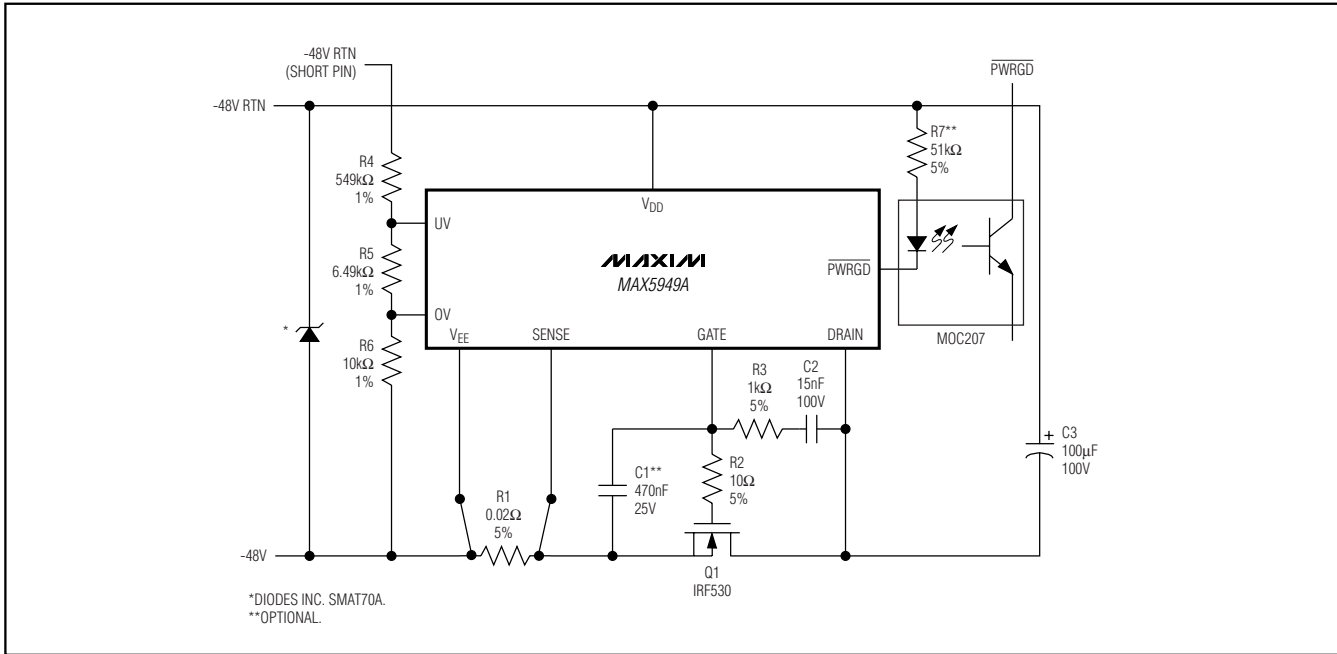 -48V RTN
(SHORT PIN)
-48V RTN
R4
549kΩ
1%
R5
6.49kΩ
1%
R6
10kΩ
1%
*
UV
OV
VDD
MAXIM
MAX5949A
VEE
SENSE
GATE
DRAIN
PWRGD
R7**
51kΩ
5%
PWRGD
MOC207
R3
1kΩ
5%
C2
15nF
100V
C1**
470nF
25V
R2
10Ω
5%
R1
0.02Ω
5%
+ C3
100µF
100V
-48V
Q1
IRF530
*DIODES INC. SMAT70A.
**OPTIONAL.